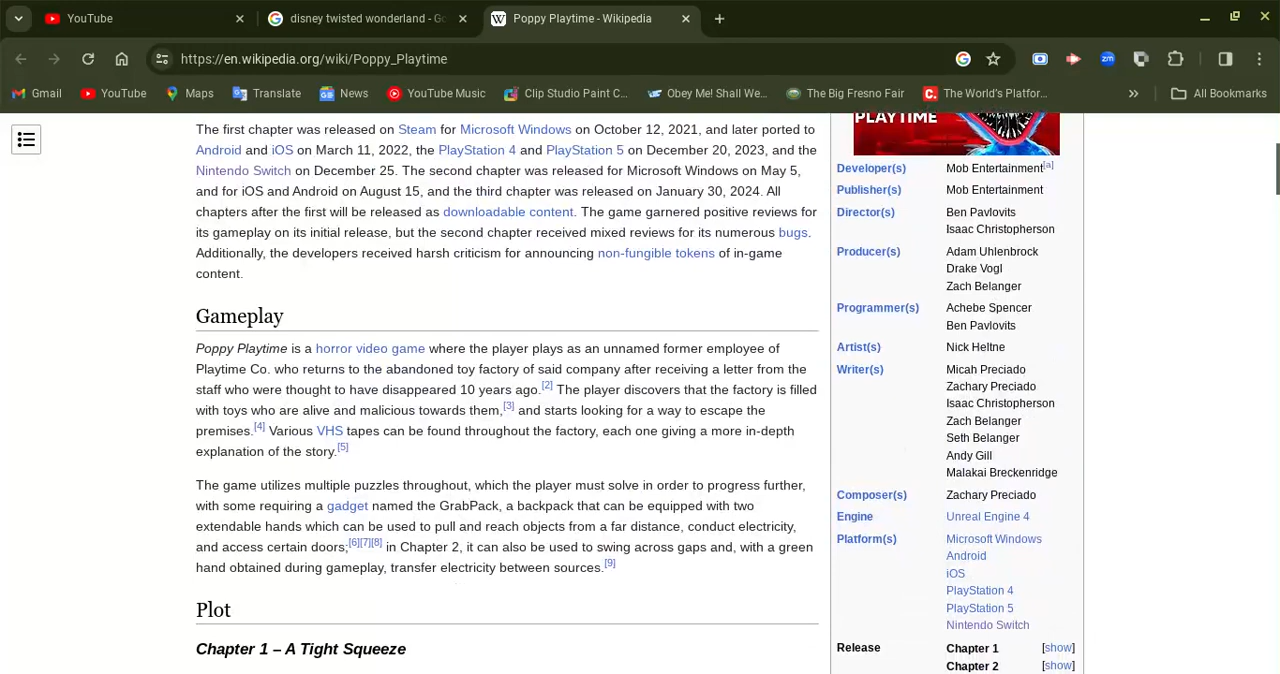 YouTube
disney twisted wonderland - Go
Poppy Playtime - Wikipedia
https://en.wikipedia.org/wiki/Poppy_Playtime
Gmail YouTube Maps Translate News YouTube Music Clip Studio Paint C... Obey Me! Shall We... The Big Fresno Fair The World's Platfor... All Bookmarks
zm
The first chapter was released on Steam for Microsoft Windows on October 12, 2021, and later ported to
Android and iOS on March 11, 2022, the PlayStation 4 and PlayStation 5 on December 20, 2023, and the
Nintendo Switch on December 25. The second chapter was released for Microsoft Windows on May 5,
and for iOS and Android on August 15, and the third chapter was released on January 30, 2024. All
chapters after the first will be released as downloadable content. The game garnered positive reviews for
its gameplay on its initial release, but the second chapter received mixed reviews for its numerous bugs.
Additionally, the developers received harsh criticism for announcing non-fungible tokens of in-game
content.
Gameplay
Poppy Playtime is a horror video game where the player plays as an unnamed former employee of
Playtime Co. who returns to the abandoned toy factory of said company after receiving a letter from the
staff who were thought to have disappeared 10 years ago.[2] The player discovers that the factory is filled
with toys who are alive and malicious towards them,[3] and starts looking for a way to escape the
premises.[4] Various VHS tapes can be found throughout the factory, each one giving a more in-depth
explanation of the story.[5]
The game utilizes multiple puzzles throughout, which the player must solve in order to progress further,
with some requiring a gadget named the GrabPack, a backpack that can be equipped with two
extendable hands which can be used to pull and reach objects from a far distance, conduct electricity,
and access certain doors;[6][7][8] in Chapter 2, it can also be used to swing across gaps and, with a green
hand obtained during gameplay, transfer electricity between sources.[9]
Plot
Chapter 1 – A Tight Squeeze
PLAYTIME
Developer(s) Mob Entertainment[a]
Publisher(s) Mob Entertainment
Director(s) Ben Pavlovits
Isaac Christopherson
Producer(s) Adam Uhlenbrock
Drake Vogl
Zach Belanger
Programmer(s) Achebe Spencer
Ben Pavlovits
Artist(s) Nick Heltne
Writer(s) Micah Preciado
Zachary Preciado
Isaac Christopherson
Zach Belanger
Seth Belanger
Andy Gill
Malakai Breckenridge
Composer(s) Zachary Preciado
Engine Unreal Engine 4
Platform(s) Microsoft Windows
Android
iOS
PlayStation 4
PlayStation 5
Nintendo Switch
Release Chapter 1 [show]
Chapter 2 [show]